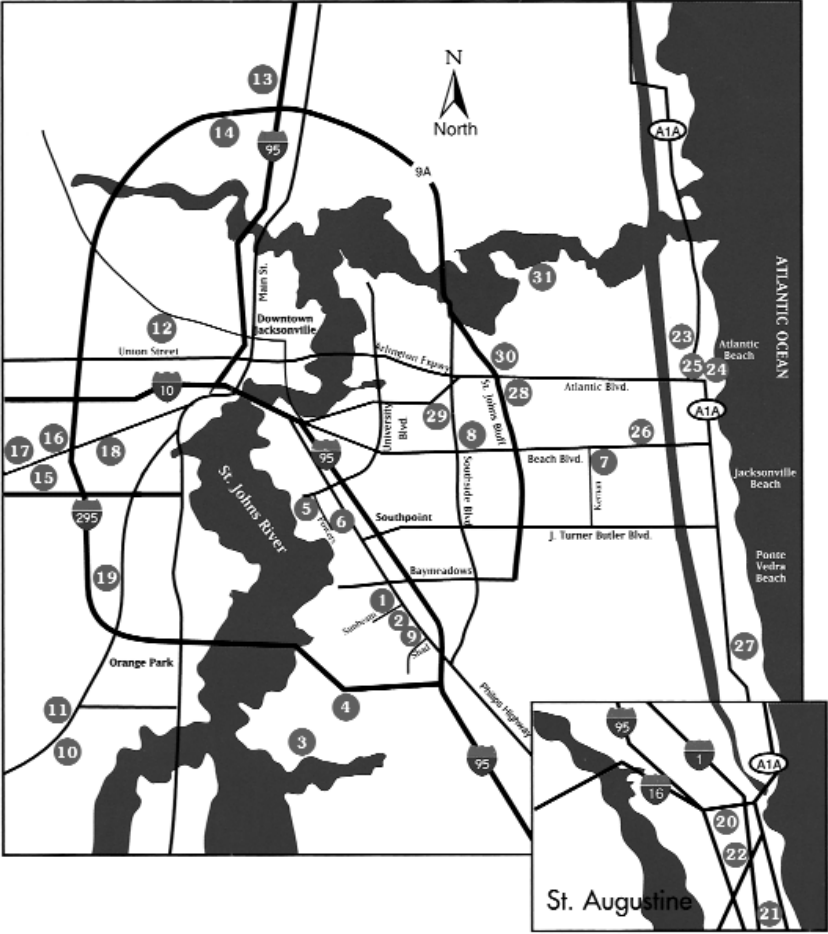 N
North
13
14
95
A1A
9A
31
ATLANTIC OCEAN
Main St.
Downtown
Jacksonville
12
Union Street
Arlington Expwy
30
23
Atlantic
Beach
25
24
10
St. Johns Bluff
28
Atlantic Blvd.
A1A
University
Blvd
29
8
26
17
16
18
95
Beach Blvd.
7
15
St. Johns River
Southside Blvd
Kernan
Jacksonville
Beach
295
5
6
Powers
Southpoint
J. Turner Butler Blvd.
19
Baymeadows
Ponte
Vedra
Beach
1
Sunbeam
2
9
Shad
27
Orange Park
11
4
Philips Highway
10
3
95
95
1
A1A
16
20
22
St. Augustine
21